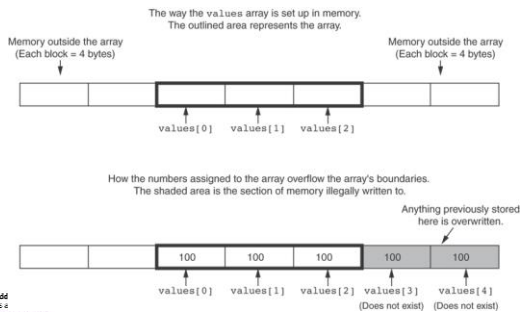 The way the values array is set up in memory.
The outlined area represents the array.
Memory outside the array
(Each block = 4 bytes)
Memory outside the array
(Each block = 4 bytes)
values[0] values[1] values[2]
How the numbers assigned to the array overflow the array's boundaries.
The shaded area is the section of memory illegally written to.
Anything previously stored
here is overwritten.
100 100 100 100 100
values[0] values[1] values[2] values[3] values[4]
(Does not exist) (Does not exist)